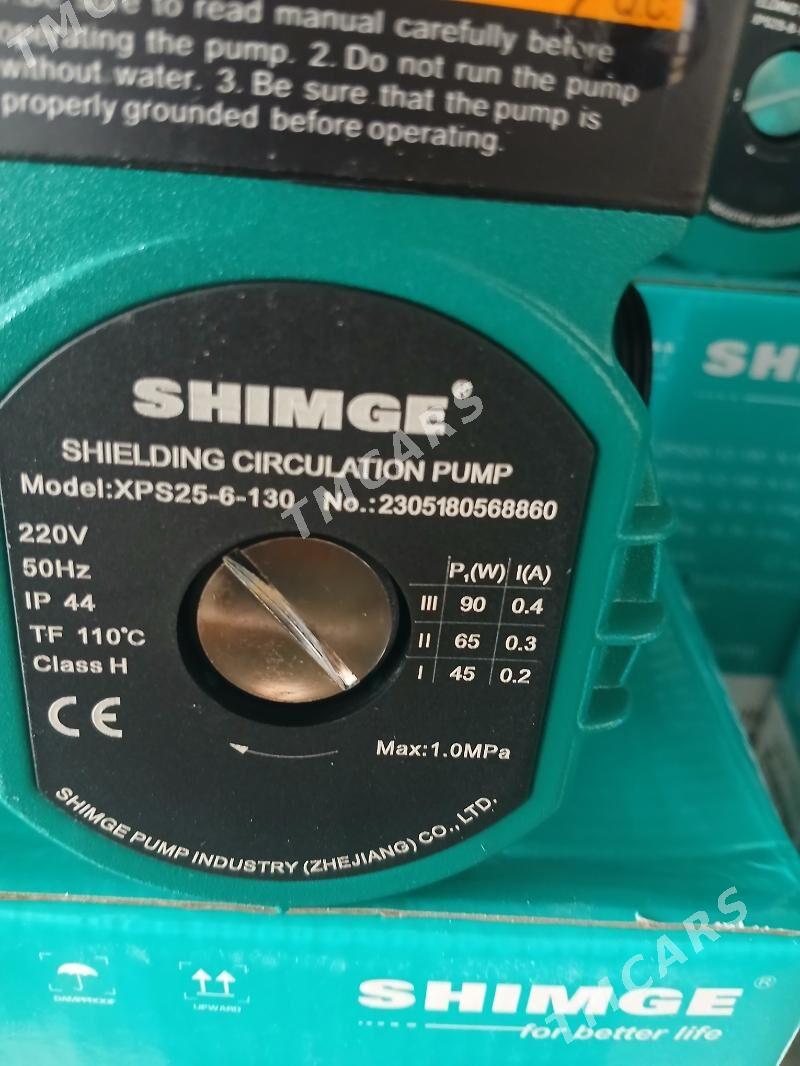 Q.C.
to read manual carefully before
operating the pump. 2. Do not run the pump
without water. 3. Be sure that the pump is
properly grounded before operating.
SHIMGE®
SHIELDING CIRCULATION PUMP
Model:XPS25-6-130 No.:2305180568860
220V
50Hz
IP 44
TF 110℃
Class H
CE
P₁(W) I(A)
III 90 0.4
II 65 0.3
I 45 0.2
Max:1.0MPa
SHIMGE PUMP INDUSTRY (ZHEJIANG) CO., LTD.
SH
DAMPPROOF
UPWARD
SHIMGE®
for better life
TMCARS
TMCARS
TMCARS
TMCARS